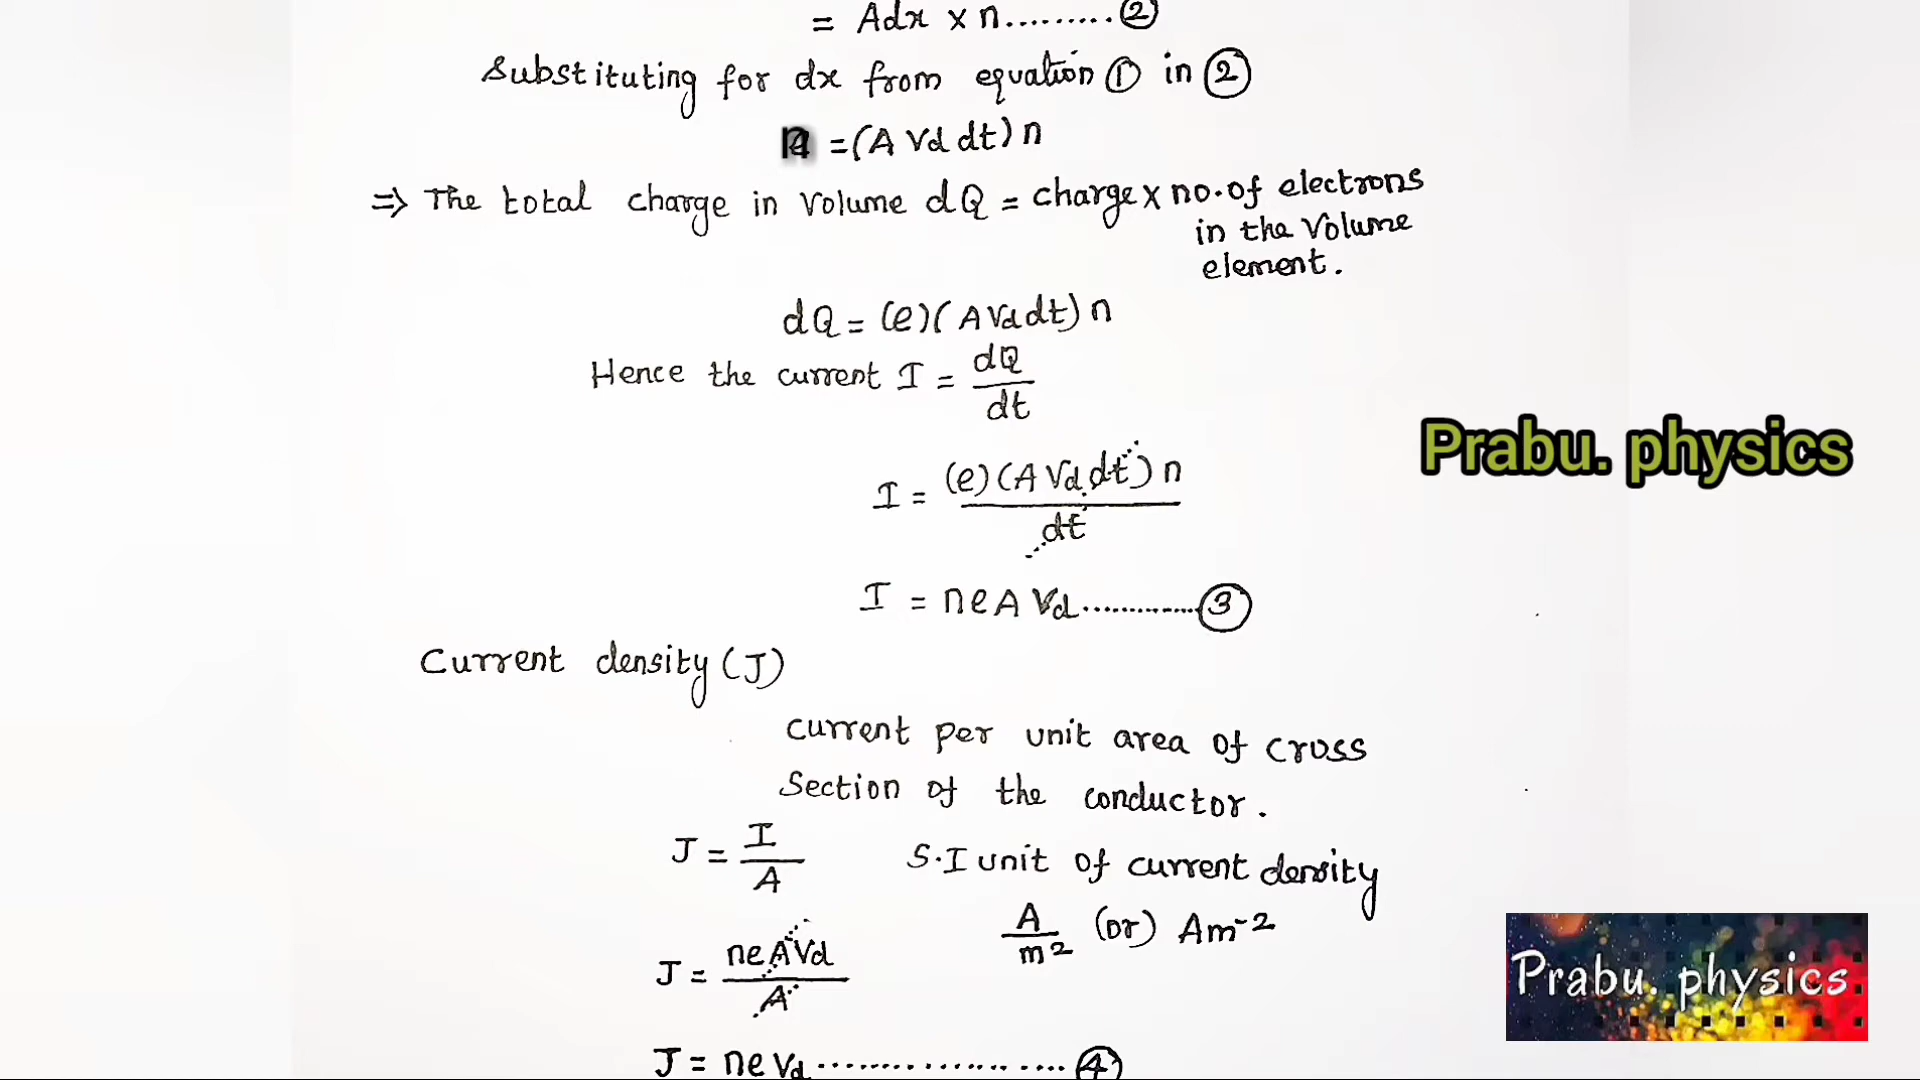 = Adx × n..........②
Substituting for dx from equation ① in ②
= (A Vd dt) n
⇒ The total charge in volume dQ = charge × no. of electrons
in the volume
element.
dQ = (e)(A Vd dt) n
Hence the current I = dQ/dt
I = (e)(A Vd dt) n / dt
I = neA Vd.............③
Current density (J)
current per unit area of cross
Section of the conductor.
J = I/A
S.I unit of current density
A/m² (or) Am⁻²
J = neAVd/A
J = neVd.....................④
Prabu. physics
Prabu. physics